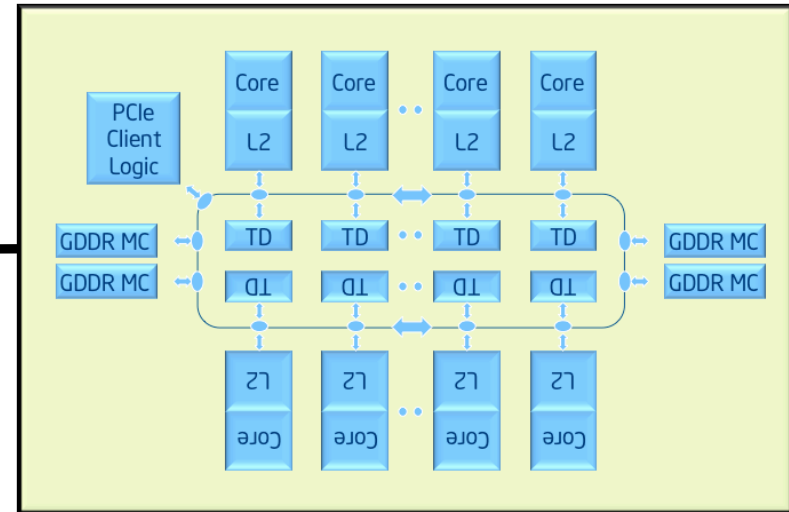 Core Core Core Core
PCIe
Client
Logic
L2 L2 L2 L2
GDDR MC TD TD TD TD GDDR MC
GDDR MC TD TD TD TD GDDR MC
L2 L2 L2 L2
Core Core Core Core